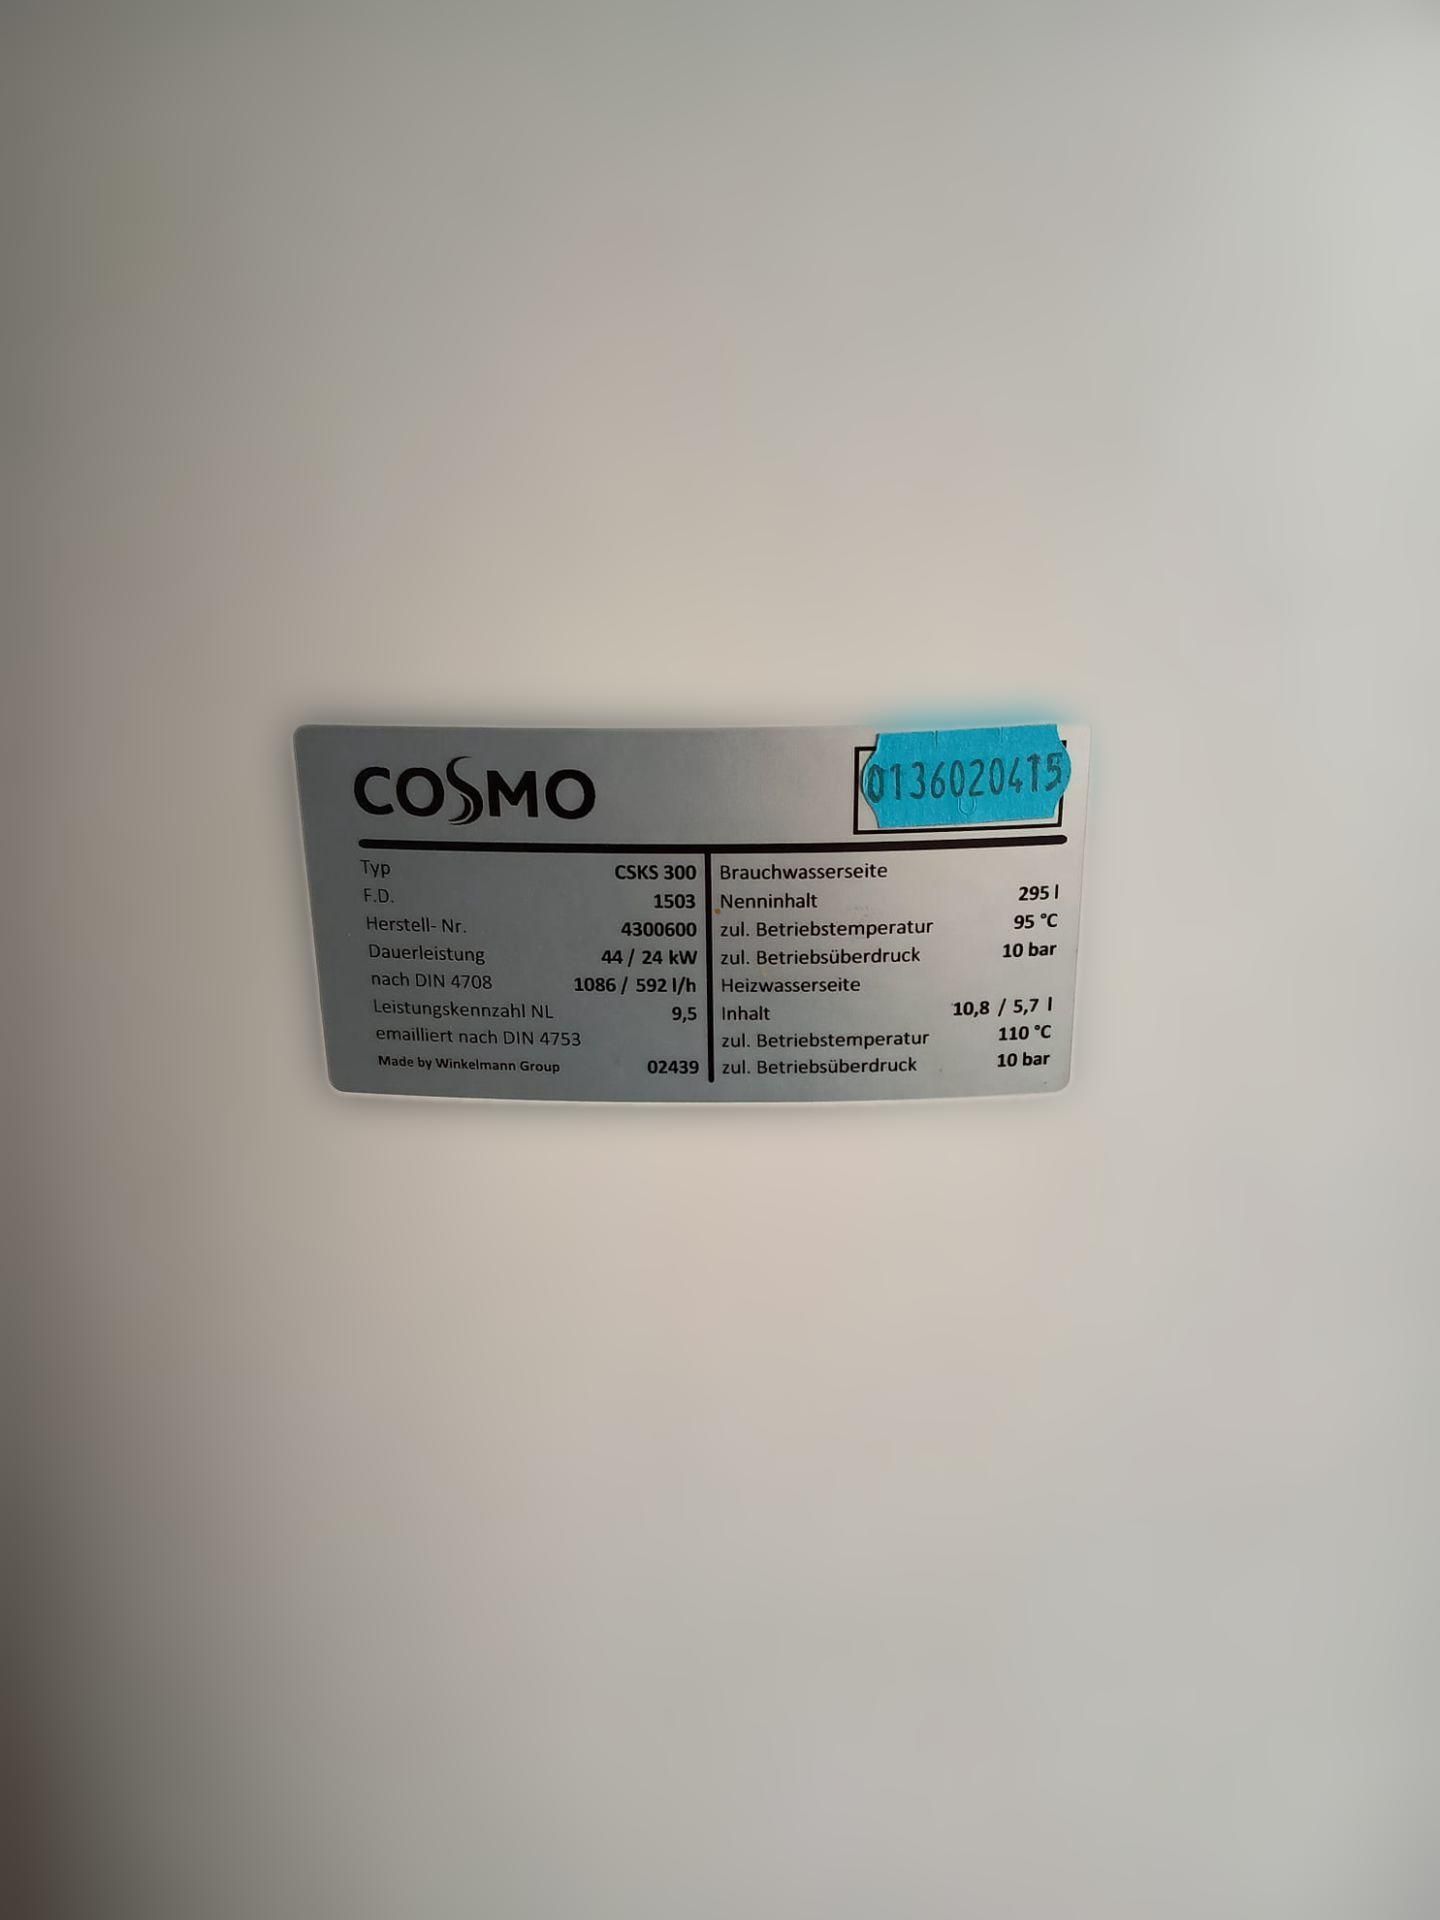 COSMO
0136020415
Typ CSKS 300
F.D. 1503
Herstell- Nr. 4300600
Dauerleistung 44 / 24 kW
nach DIN 4708 1086 / 592 l/h
Leistungskennzahl NL 9,5
emailliert nach DIN 4753
Made by Winkelmann Group 02439
Brauchwasserseite
Nenninhalt 295 l
zul. Betriebstemperatur 95 °C
zul. Betriebsüberdruck 10 bar
Heizwasserseite
Inhalt 10,8 / 5,7 l
zul. Betriebstemperatur 110 °C
zul. Betriebsüberdruck 10 bar